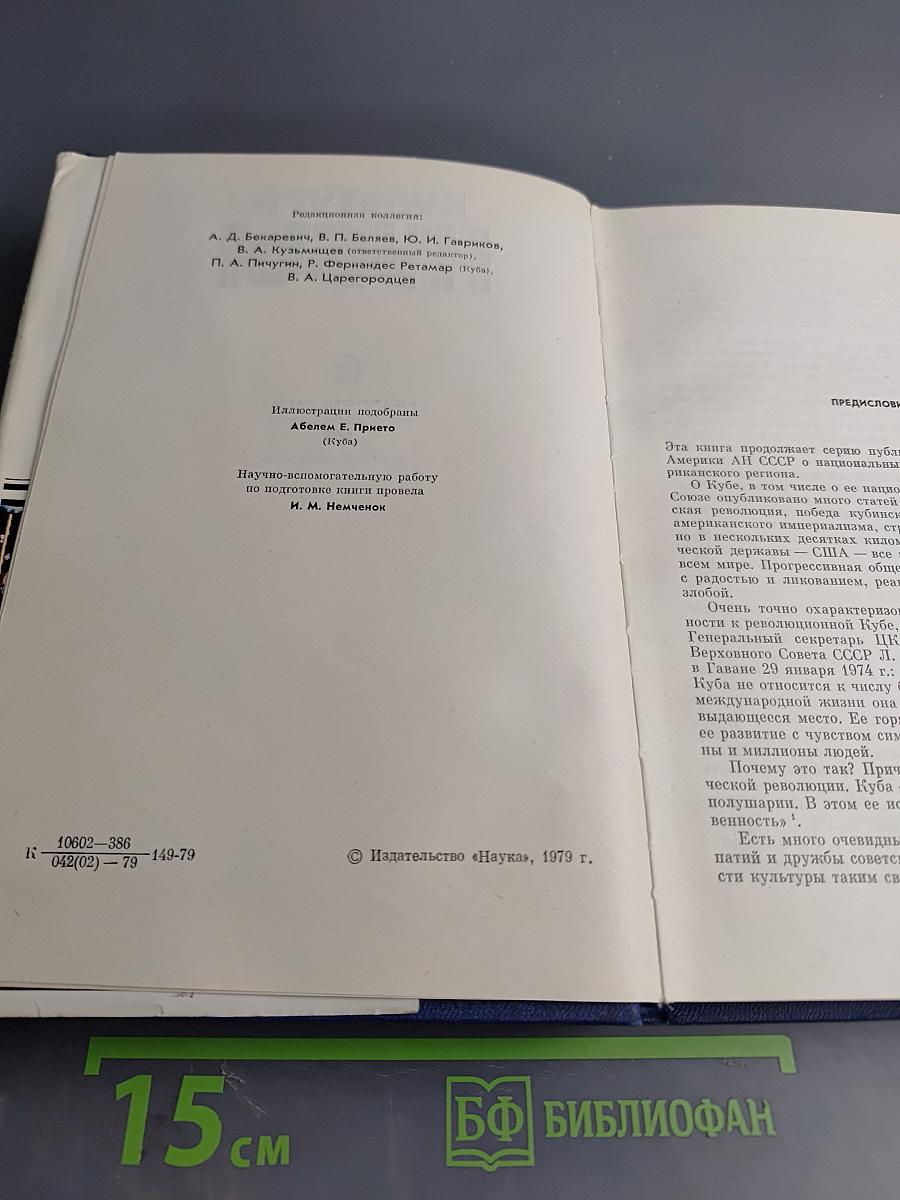 Редакционная коллегия:
А. Д. Бекаревич, В. П. Беляев, Ю. И. Гавриков,
В. А. Кузьмищев (ответственный редактор),
П. А. Пичугин, Р. Фернандес Ретамар (Куба),
В. А. Царегородцев
Иллюстрации подобраны
Абелем Е. Прието
(Куба)
Научно-вспомогательную работу
по подготовке книги провела
И. М. Немченок
К 10602—386
042(02) — 79 149-79
© Издательство «Наука», 1979 г.
ПРЕДИСЛОВИ
Эта книга продолжает серию публ
Америки АН СССР о национальны
риканского региона.
О Кубе, в том числе о ее нацио
Союзе опубликовано много статей
ская революция, победа кубинск
американского империализма, стр
но в нескольких десятках килом
ческой державы — США — все
всем мире. Прогрессивная обще
с радостью и ликованием, реак
злобой.
Очень точно охарактеризо
ности к революционной Кубе,
Генеральный секретарь ЦК
Верховного Совета СССР Л.
в Гаване 29 января 1974 г.:
Куба не относится к числу б
международной жизни она
выдающееся место. Ее горя
ее развитие с чувством сим
ны и миллионы людей.
Почему это так? Прич
ческой революции. Куба
полушарии. В этом ее ис
венность» ¹.
Есть много очевидны
патий и дружбы советс
сти культуры таким св
15 см
БФ БИБЛИОФАН